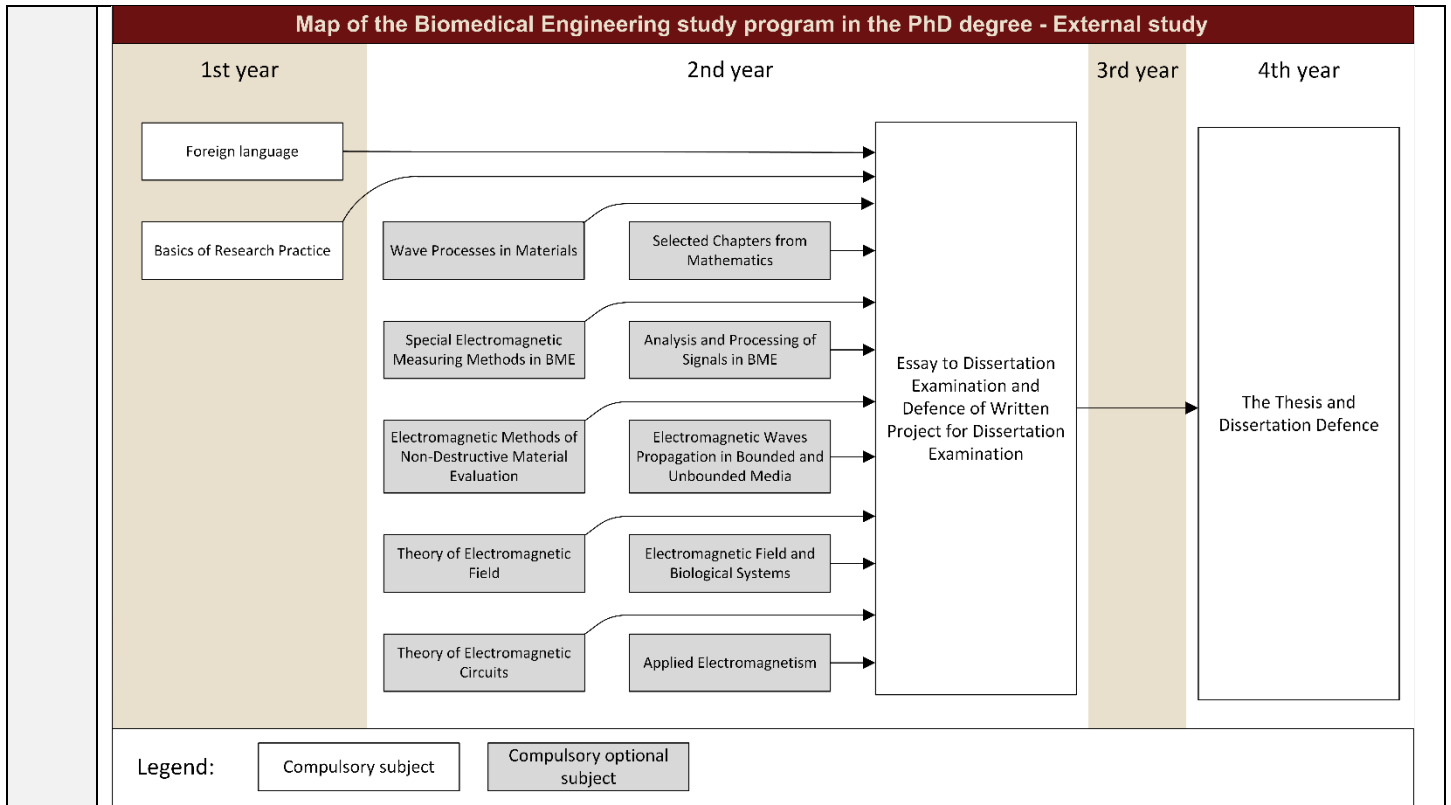 Map of the Biomedical Engineering study program in the PhD degree - External study
1st year
2nd year
3rd year
4th year
Foreign language
Basics of Research Practice
Wave Processes in Materials
Selected Chapters from
Mathematics
Special Electromagnetic
Measuring Methods in BME
Analysis and Processing of
Signals in BME
Electromagnetic Methods of
Non-Destructive Material
Evaluation
Electromagnetic Waves
Propagation in Bounded and
Unbounded Media
Theory of Electromagnetic
Field
Electromagnetic Field and
Biological Systems
Theory of Electromagnetic
Circuits
Applied Electromagnetism
Essay to Dissertation
Examination and
Defence of Written
Project for Dissertation
Examination
The Thesis and
Dissertation Defence
Legend:
Compulsory subject
Compulsory optional
subject